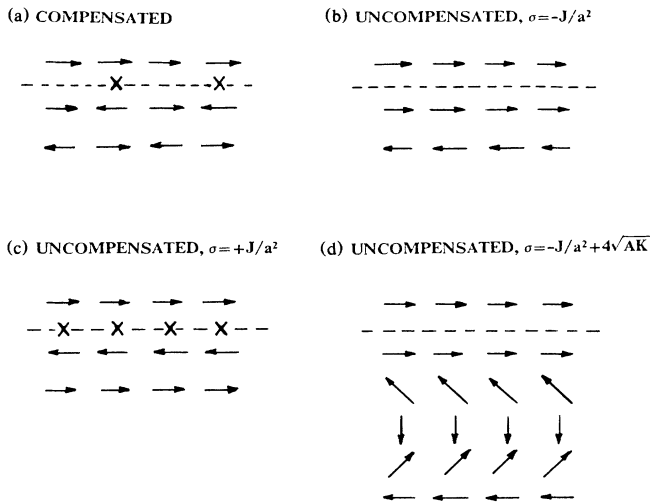 (a) COMPENSATED
(b) UNCOMPENSATED, σ=-J/a²
X X
(c) UNCOMPENSATED, σ=+J/a²
(d) UNCOMPENSATED, σ=-J/a²+4√AK
X X X X